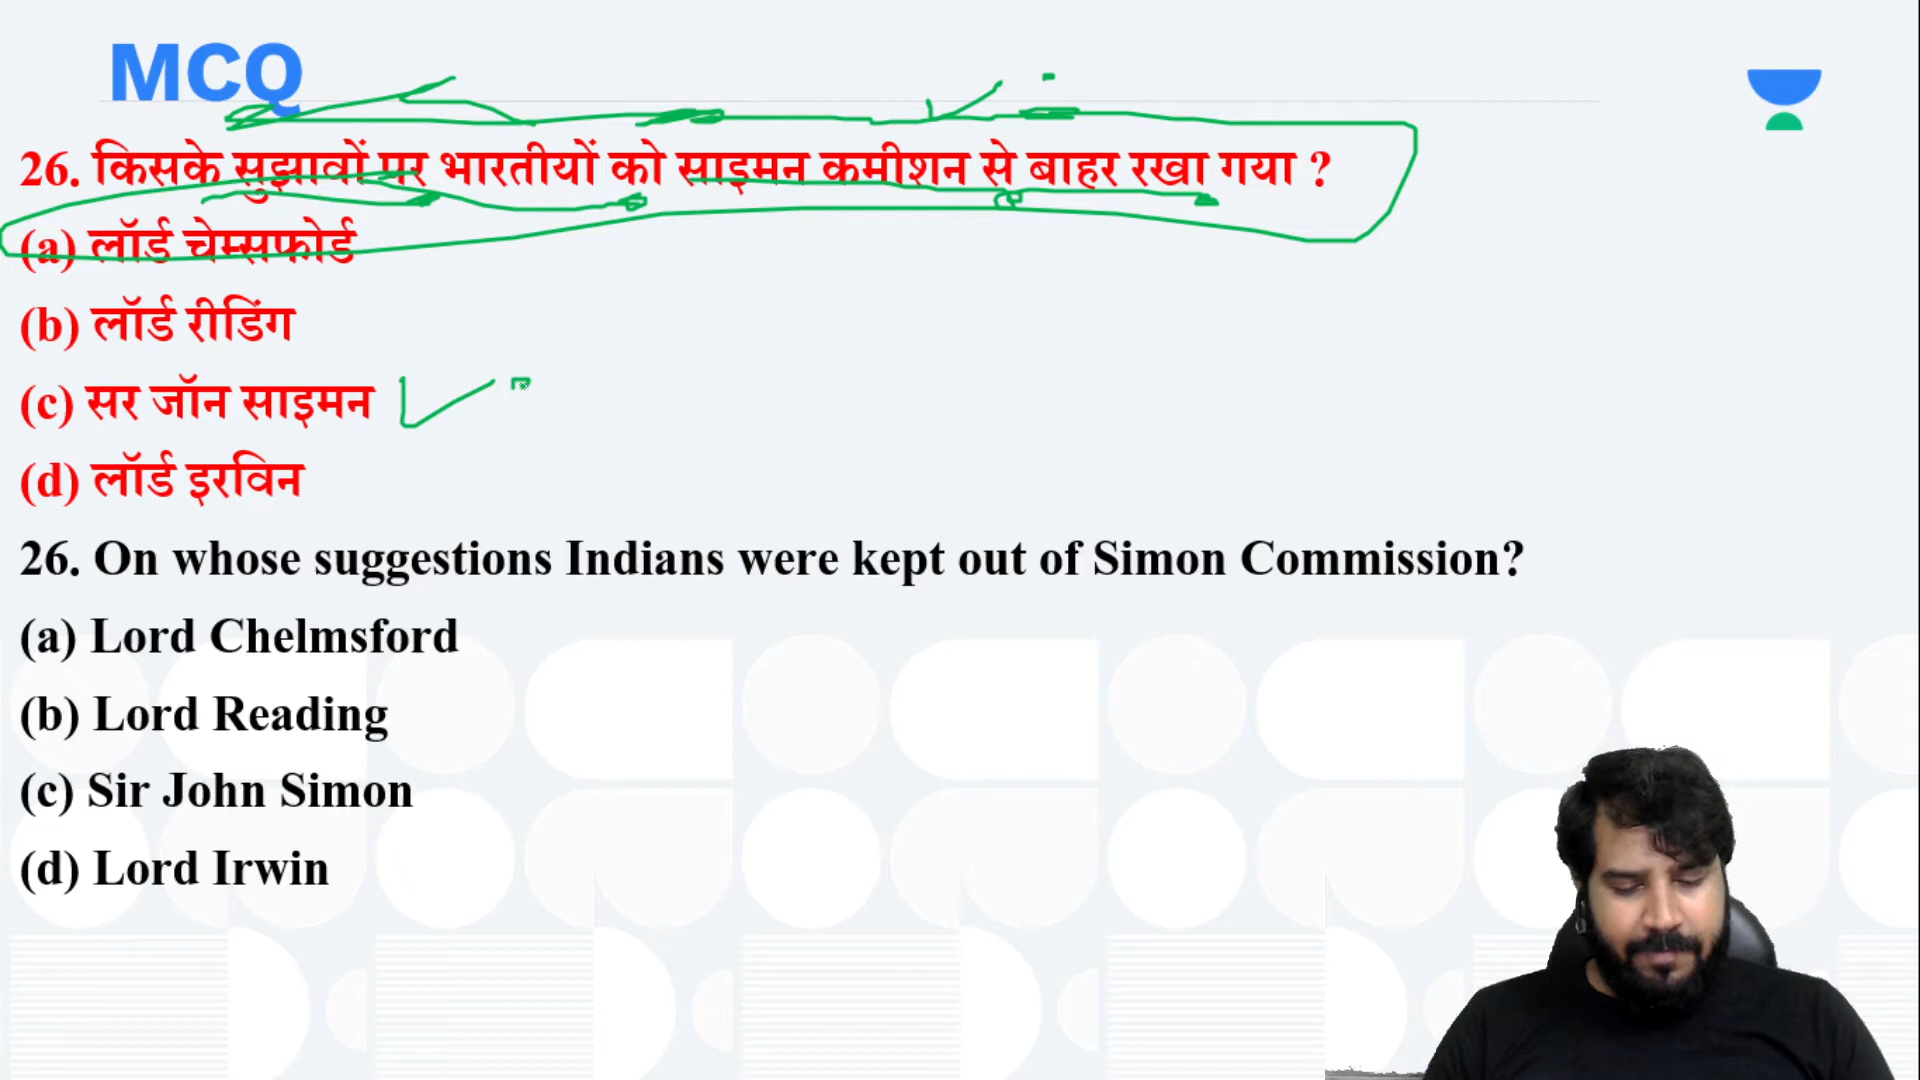 MCQ
26. किसके सुझावों पर भारतीयों को साइमन कमीशन से बाहर रखा गया ?
(a) लॉर्ड चेम्सफोर्ड
(b) लॉर्ड रीडिंग
(c) सर जॉन साइमन
(d) लॉर्ड इरविन
26. On whose suggestions Indians were kept out of Simon Commission?
(a) Lord Chelmsford
(b) Lord Reading
(c) Sir John Simon
(d) Lord Irwin